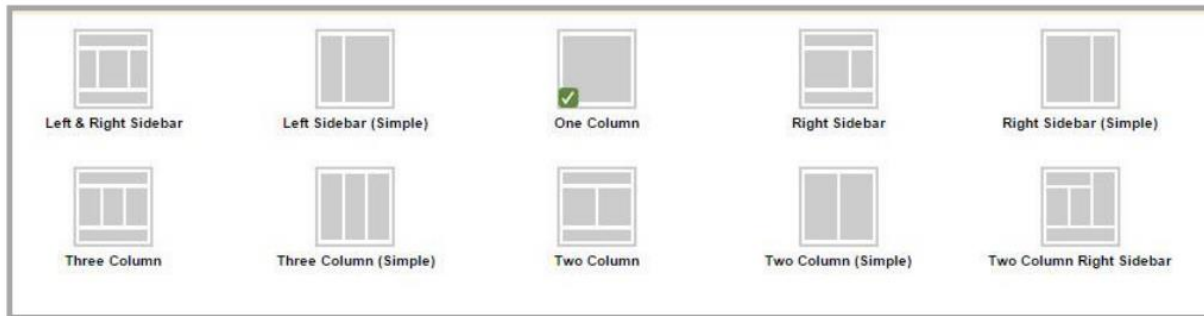 Left & Right Sidebar
Left Sidebar (Simple)
One Column
Right Sidebar
Right Sidebar (Simple)
Three Column
Three Column (Simple)
Two Column
Two Column (Simple)
Two Column Right Sidebar